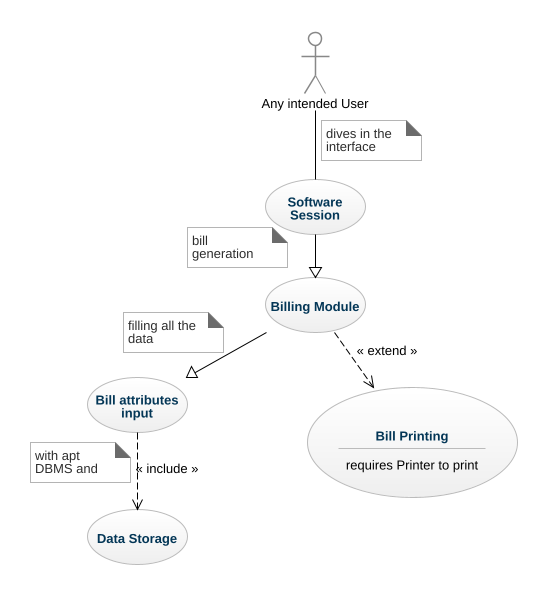 Any intended User
dives in the
interface
Software
Session
bill
generation
Billing Module
filling all the
data
« extend »
Bill attributes
input
Bill Printing
requires Printer to print
with apt
DBMS and
« include »
Data Storage